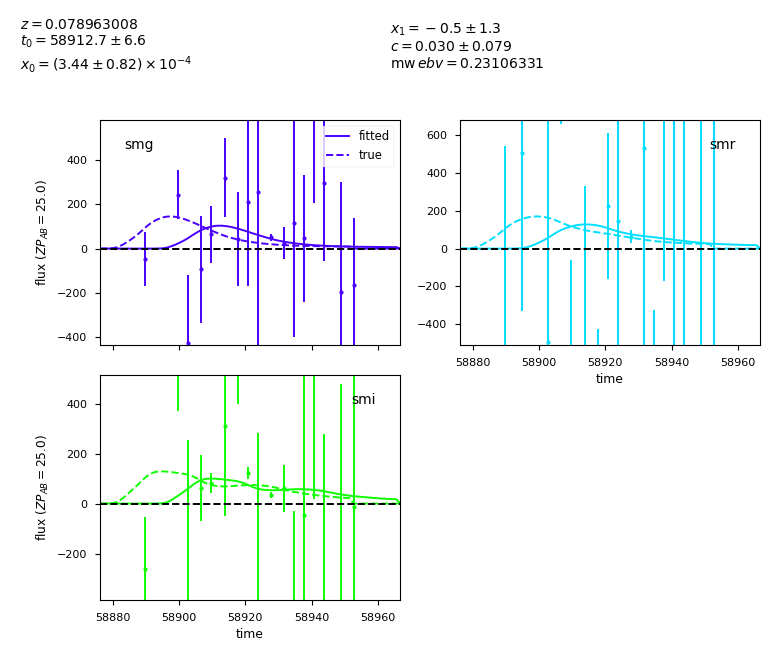 z = 0.078963008
t₀ = 58912.7 ± 6.6
x₀ = (3.44 ± 0.82) × 10⁻⁴
x₁ = −0.5 ± 1.3
c = 0.030 ± 0.079
mw ebv = 0.23106331
smg
fitted
true
flux (ZP_AB = 25.0)
400
200
0
−200
−400
smr
600
400
200
0
−200
−400
58880 58900 58920 58940 58960
time
smi
flux (ZP_AB = 25.0)
400
200
0
−200
58880 58900 58920 58940 58960
time